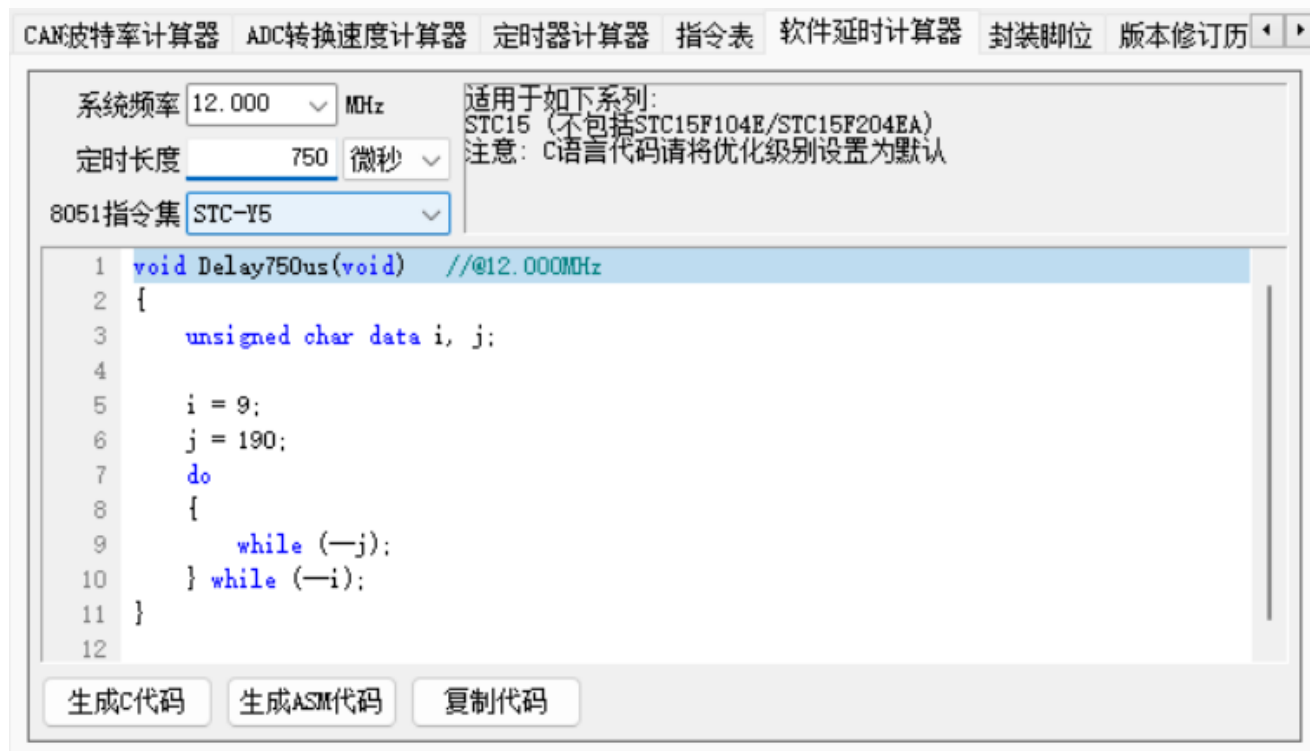 CAN波特率计算器 ADC转换速度计算器 定时器计算器 指令表 软件延时计算器 封装脚位 版本修订历
系统频率 12.000 MHz
定时长度 750 微秒
8051指令集 STC-Y5
适用于如下系列:
STC15 (不包括STC15F104E/STC15F204EA)
注意: C语言代码请将优化级别设置为默认
1 void Delay750us(void) //@12.000MHz
2 {
3 unsigned char data i, j;
4
5 i = 9;
6 j = 190;
7 do
8 {
9 while (--j);
10 } while (--i);
11 }
12
生成C代码 生成ASM代码 复制代码